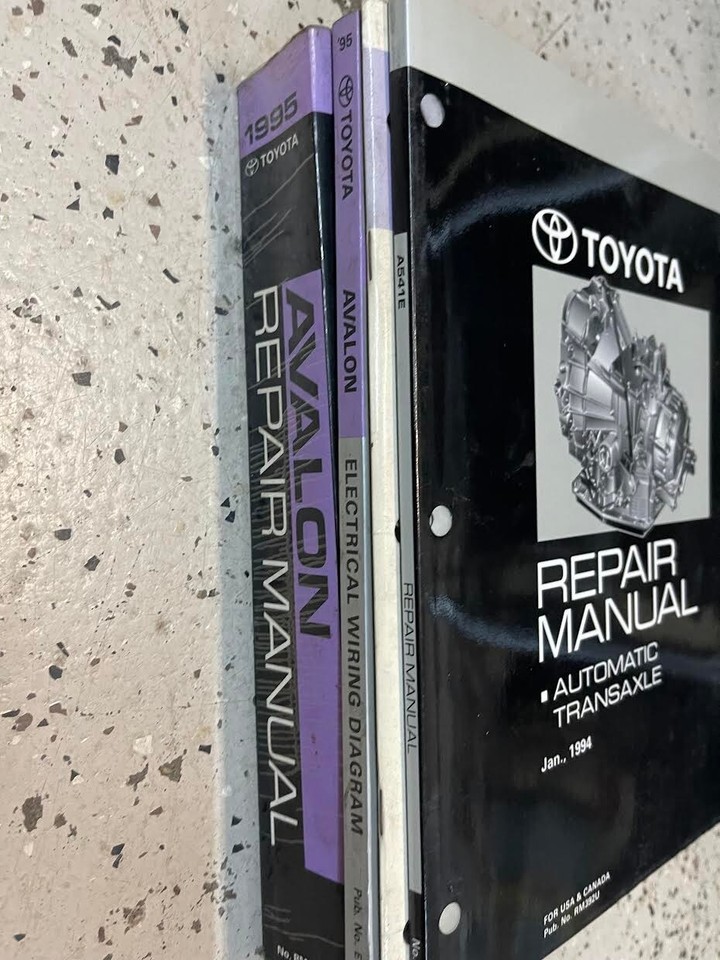 1995
TOYOTA
AVALON
REPAIR MANUAL
'95
TOYOTA
AVALON
ELECTRICAL WIRING DIAGRAM
Pub. No.
A541E
REPAIR MANUAL
No.
TOYOTA
REPAIR
MANUAL
▪ AUTOMATIC
TRANSAXLE
Jan., 1994
FOR USA & CANADA
Pub. No. RM392U